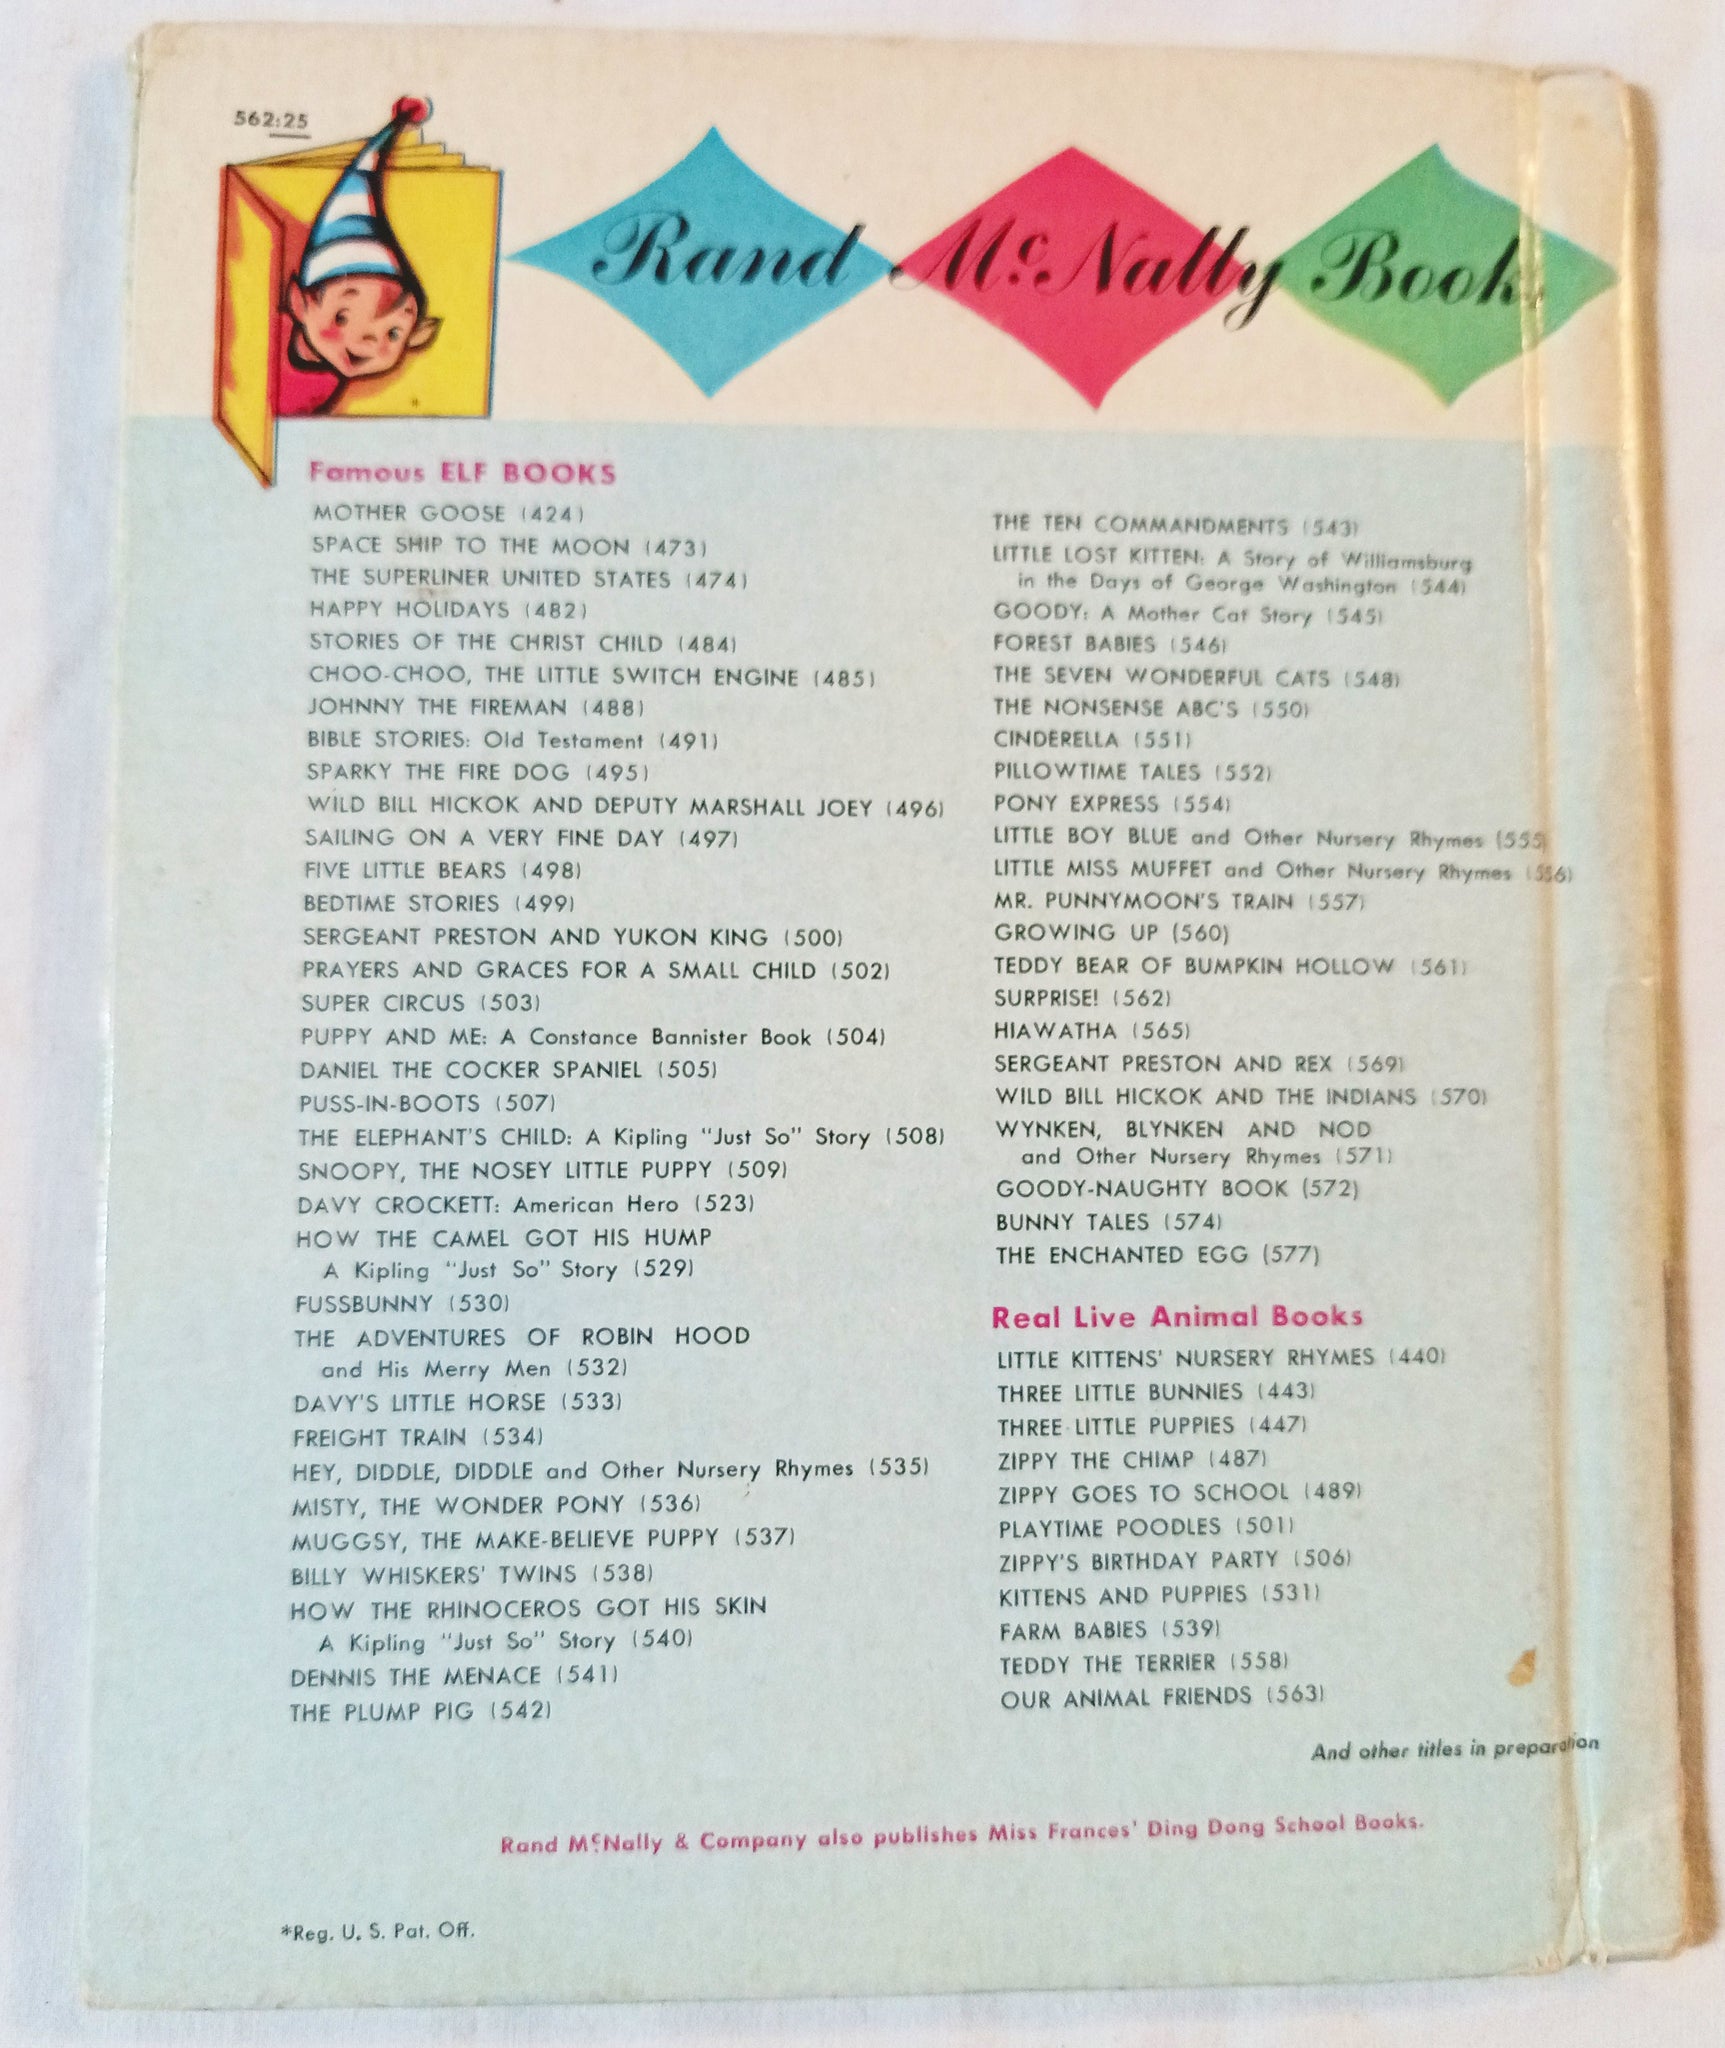 562:25
Rand McNally Books
Famous ELF BOOKS
MOTHER GOOSE (424)
SPACE SHIP TO THE MOON (473)
THE SUPERLINER UNITED STATES (474)
HAPPY HOLIDAYS (482)
STORIES OF THE CHRIST CHILD (484)
CHOO-CHOO, THE LITTLE SWITCH ENGINE (485)
JOHNNY THE FIREMAN (488)
BIBLE STORIES: Old Testament (491)
SPARKY THE FIRE DOG (495)
WILD BILL HICKOK AND DEPUTY MARSHALL JOEY (496)
SAILING ON A VERY FINE DAY (497)
FIVE LITTLE BEARS (498)
BEDTIME STORIES (499)
SERGEANT PRESTON AND YUKON KING (500)
PRAYERS AND GRACES FOR A SMALL CHILD (502)
SUPER CIRCUS (503)
PUPPY AND ME: A Constance Bannister Book (504)
DANIEL THE COCKER SPANIEL (505)
PUSS-IN-BOOTS (507)
THE ELEPHANT'S CHILD: A Kipling "Just So" Story (508)
SNOOPY, THE NOSEY LITTLE PUPPY (509)
DAVY CROCKETT: American Hero (523)
HOW THE CAMEL GOT HIS HUMP
A Kipling "Just So" Story (529)
FUSSBUNNY (530)
THE ADVENTURES OF ROBIN HOOD
and His Merry Men (532)
DAVY'S LITTLE HORSE (533)
FREIGHT TRAIN (534)
HEY, DIDDLE, DIDDLE and Other Nursery Rhymes (535)
MISTY, THE WONDER PONY (536)
MUGGSY, THE MAKE-BELIEVE PUPPY (537)
BILLY WHISKERS' TWINS (538)
HOW THE RHINOCEROS GOT HIS SKIN
A Kipling "Just So" Story (540)
DENNIS THE MENACE (541)
THE PLUMP PIG (542)
THE TEN COMMANDMENTS (543)
LITTLE LOST KITTEN: A Story of Williamsburg
in the Days of George Washington (544)
GOODY: A Mother Cat Story (545)
FOREST BABIES (546)
THE SEVEN WONDERFUL CATS (548)
THE NONSENSE ABC'S (550)
CINDERELLA (551)
PILLOWTIME TALES (552)
PONY EXPRESS (554)
LITTLE BOY BLUE and Other Nursery Rhymes (555)
LITTLE MISS MUFFET and Other Nursery Rhymes (556)
MR. PUNNYMOON'S TRAIN (557)
GROWING UP (560)
TEDDY BEAR OF BUMPKIN HOLLOW (561)
SURPRISE! (562)
HIAWATHA (565)
SERGEANT PRESTON AND REX (569)
WILD BILL HICKOK AND THE INDIANS (570)
WYNKEN, BLYNKEN AND NOD
and Other Nursery Rhymes (571)
GOODY-NAUGHTY BOOK (572)
BUNNY TALES (574)
THE ENCHANTED EGG (577)
Real Live Animal Books
LITTLE KITTENS' NURSERY RHYMES (440)
THREE LITTLE BUNNIES (443)
THREE LITTLE PUPPIES (447)
ZIPPY THE CHIMP (487)
ZIPPY GOES TO SCHOOL (489)
PLAYTIME POODLES (501)
ZIPPY'S BIRTHDAY PARTY (506)
KITTENS AND PUPPIES (531)
FARM BABIES (539)
TEDDY THE TERRIER (558)
OUR ANIMAL FRIENDS (563)
And other titles in preparation
Rand McNally & Company also publishes Miss Frances' Ding Dong School Books.
*Reg. U. S. Pat. Off.